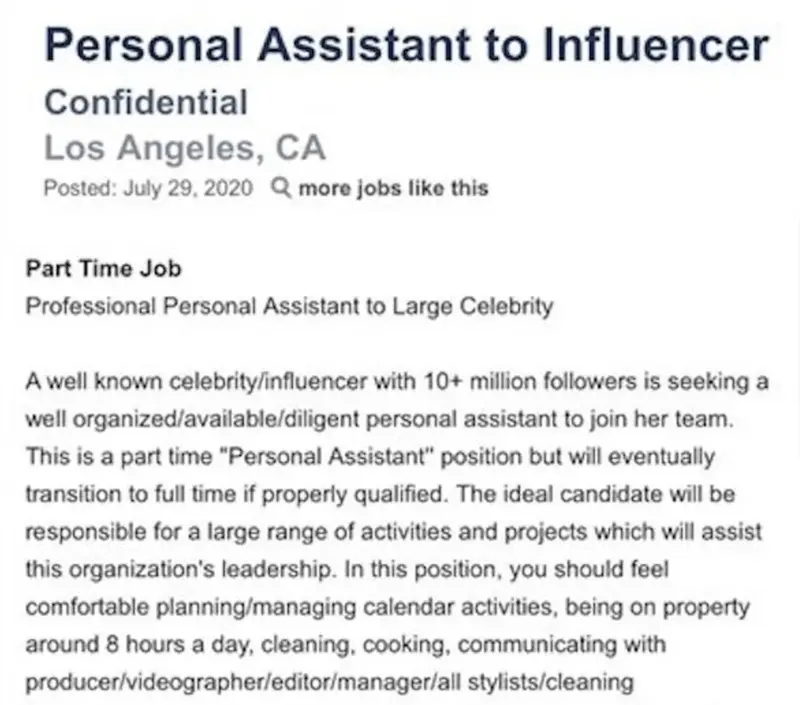 Personal Assistant to Influencer
Confidential
Los Angeles, CA
Posted: July 29, 2020 more jobs like this
Part Time Job
Professional Personal Assistant to Large Celebrity
A well known celebrity/influencer with 10+ million followers is seeking a
well organized/available/diligent personal assistant to join her team.
This is a part time "Personal Assistant" position but will eventually
transition to full time if properly qualified. The ideal candidate will be
responsible for a large range of activities and projects which will assist
this organization's leadership. In this position, you should feel
comfortable planning/managing calendar activities, being on property
around 8 hours a day, cleaning, cooking, communicating with
producer/videographer/editor/manager/all stylists/cleaning